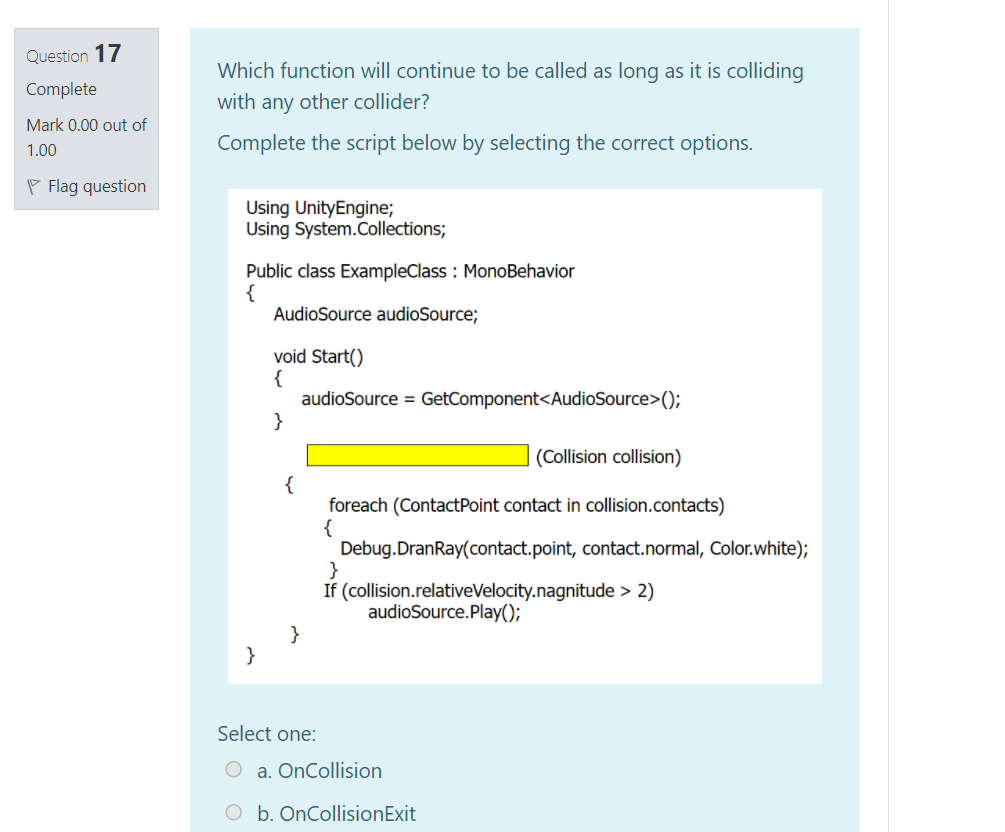 Question 17
Complete
Mark 0.00 out of
1.00
Flag question
Which function will continue to be called as long as it is colliding
with any other collider?
Complete the script below by selecting the correct options.
Using UnityEngine;
Using System.Collections;
Public class ExampleClass : MonoBehavior
{
AudioSource audioSource;
void Start()
{
audioSource = GetComponent<AudioSource>();
}
(Collision collision)
{
foreach (ContactPoint contact in collision.contacts)
{
Debug.DranRay(contact.point, contact.normal, Color.white);
}
If (collision.relativeVelocity.nagnitude > 2)
audioSource.Play();
}
}
Select one:
a. OnCollision
b. OnCollisionExit